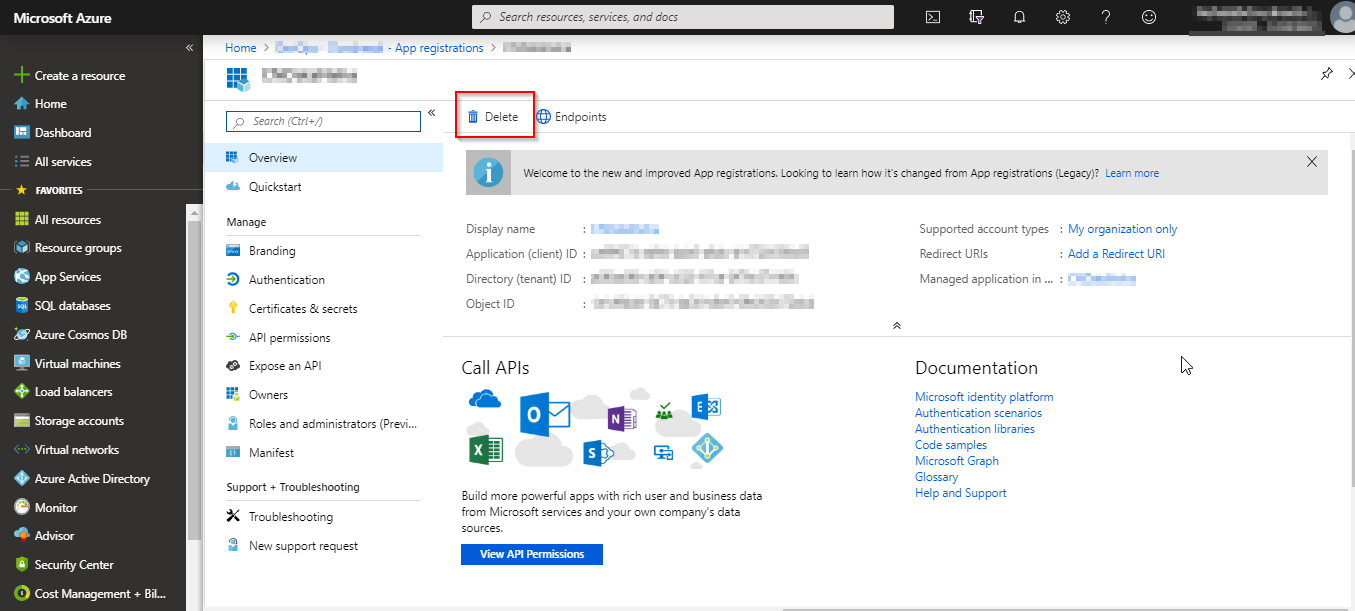 Microsoft Azure
Search resources, services, and docs
Create a resource
Home
Dashboard
All services
FAVORITES
All resources
Resource groups
App Services
SQL databases
Azure Cosmos DB
Virtual machines
Load balancers
Storage accounts
Virtual networks
Azure Active Directory
Monitor
Advisor
Security Center
Cost Management + Bil...
Home > - App registrations >
Search (Ctrl+/)
Overview
Quickstart
Manage
Branding
Authentication
Certificates & secrets
API permissions
Expose an API
Owners
Roles and administrators (Previ...
Manifest
Support + Troubleshooting
Troubleshooting
New support request
Delete Endpoints
Welcome to the new and improved App registrations. Looking to learn how it's changed from App registrations (Legacy)? Learn more
Display name :
Application (client) ID :
Directory (tenant) ID :
Object ID :
Supported account types : My organization only
Redirect URIs : Add a Redirect URI
Managed application in ... :
Call APIs
Build more powerful apps with rich user and business data
from Microsoft services and your own company's data
sources.
View API Permissions
Documentation
Microsoft identity platform
Authentication scenarios
Authentication libraries
Code samples
Microsoft Graph
Glossary
Help and Support